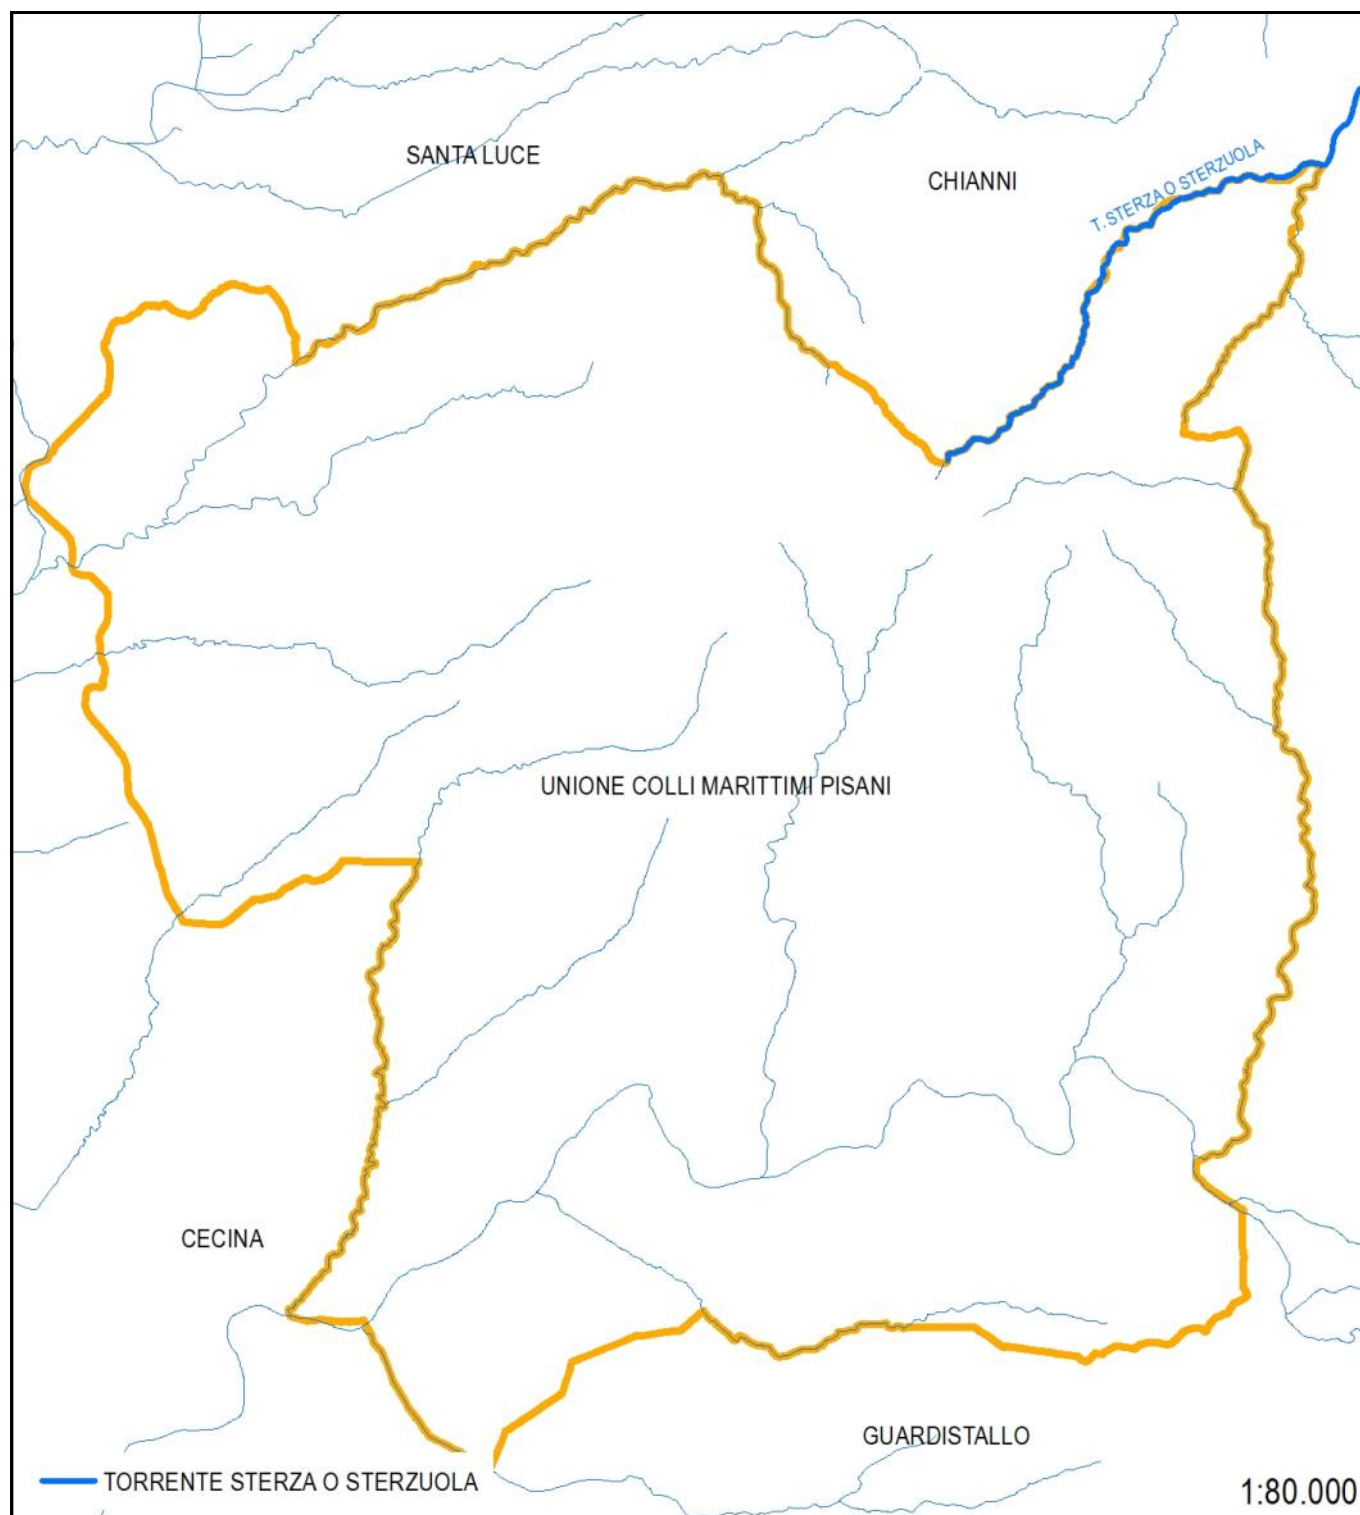 SANTA LUCE
CHIANNI
T. STERZA O STERZUOLA
UNIONE COLLI MARITTIMI PISANI
CECINA
GUARDISTALLO
TORRENTE STERZA O STERZUOLA
1:80.000